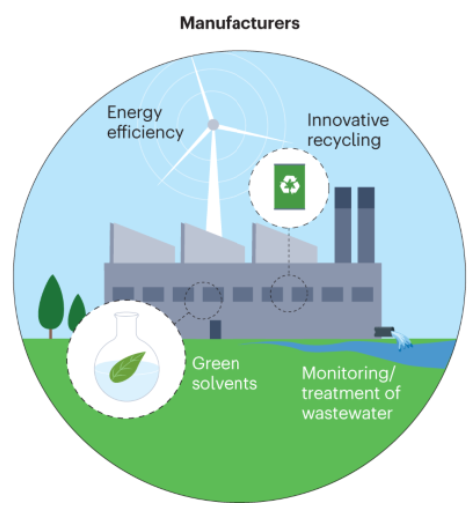 Manufacturers
Energy
efficiency
Innovative
recycling
Green
solvents
Monitoring/
treatment of
wastewater